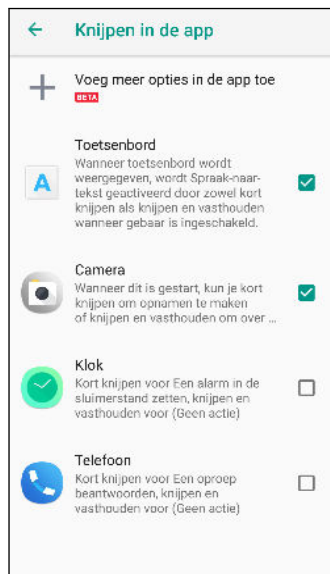 Knijpen in de app
Voeg meer opties in de app toe
BETA
Toetsenbord
Wanneer toetsenbord wordt
weergegeven, wordt Spraak-naar-
tekst geactiveerd door zowel kort
knijpen als knijpen en vasthouden
wanneer gebaar is ingeschakeld.
A
Camera
Wanneer dit is gestart, kun je kort
knijpen om opnamen te maken
of knijpen en vasthouden om over ...
Klok
Kort knijpen voor Een alarm in de
sluimerstand zetten, knijpen en
vasthouden voor (Geen actie)
Telefoon
Kort knijpen voor Een oproep
beantwoorden, knijpen en
vasthouden voor (Geen actie)